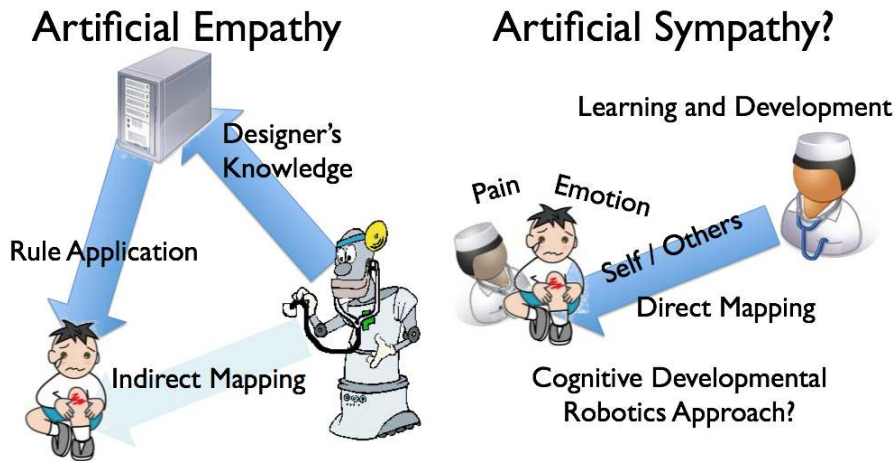 Artificial Empathy
Designer's
Knowledge
Rule Application
Indirect Mapping
Artificial Sympathy?
Learning and Development
Pain
Emotion
Self / Others
Direct Mapping
Cognitive Developmental
Robotics Approach?